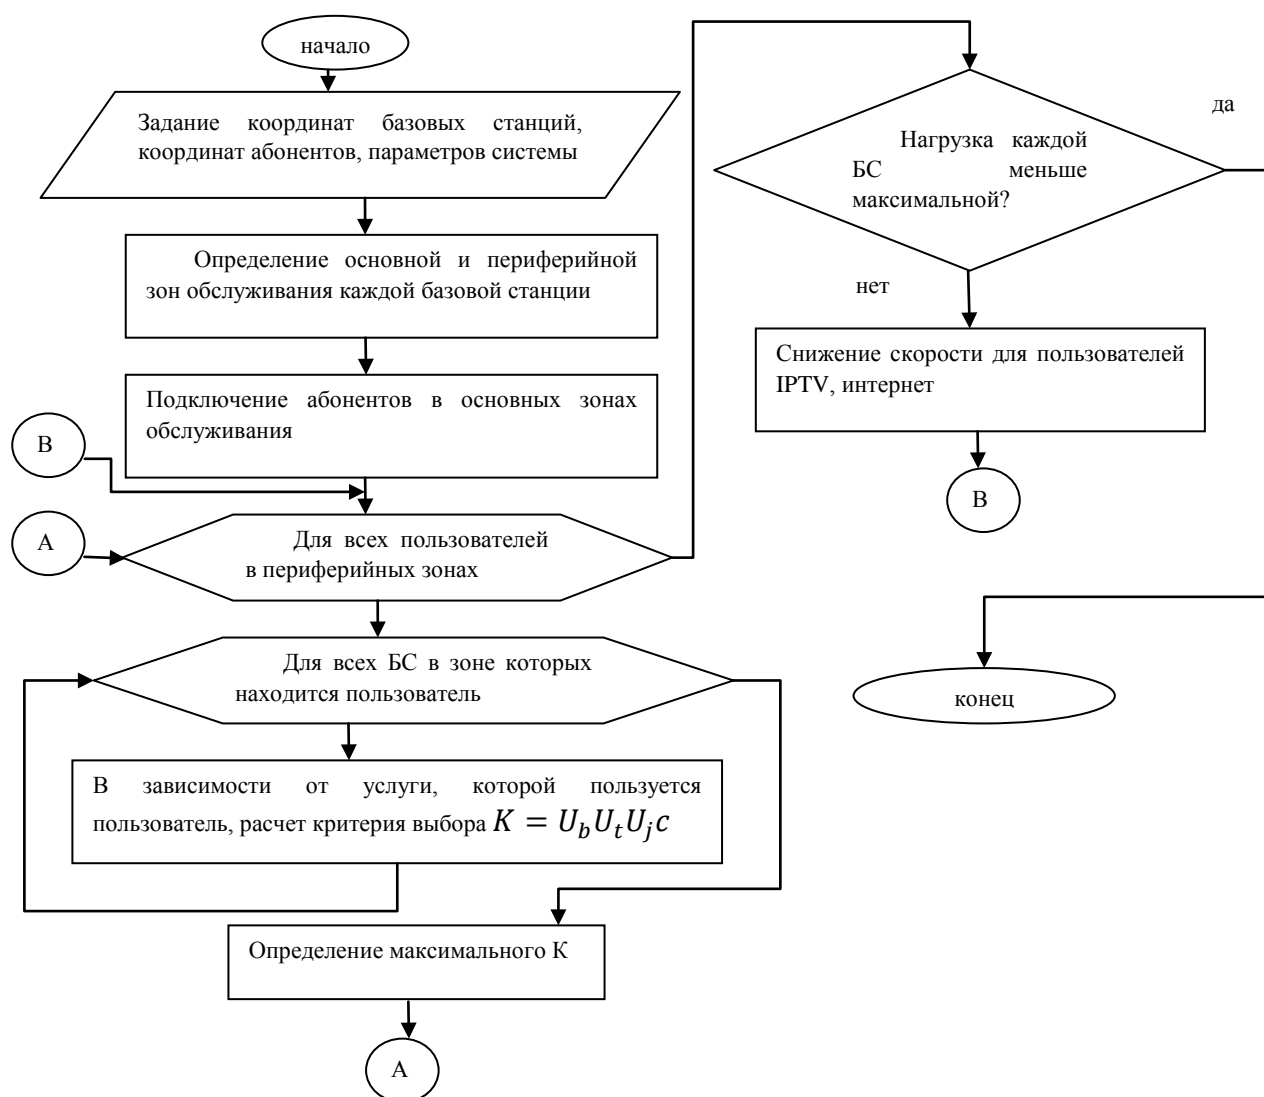 начало
Задание координат базовых станций,
координат абонентов, параметров системы
Определение основной и периферийной
зон обслуживания каждой базовой станции
Подключение абонентов в основных зонах
обслуживания
В
А
Для всех пользователей
в периферийных зонах
Для всех БС в зоне которых
находится пользователь
В зависимости от услуги, которой пользуется
пользователь, расчет критерия выбора K = U_b U_t U_j c
Определение максимального К
А
Нагрузка каждой
БС меньше
максимальной?
да
нет
Снижение скорости для пользователей
IPTV, интернет
В
конец